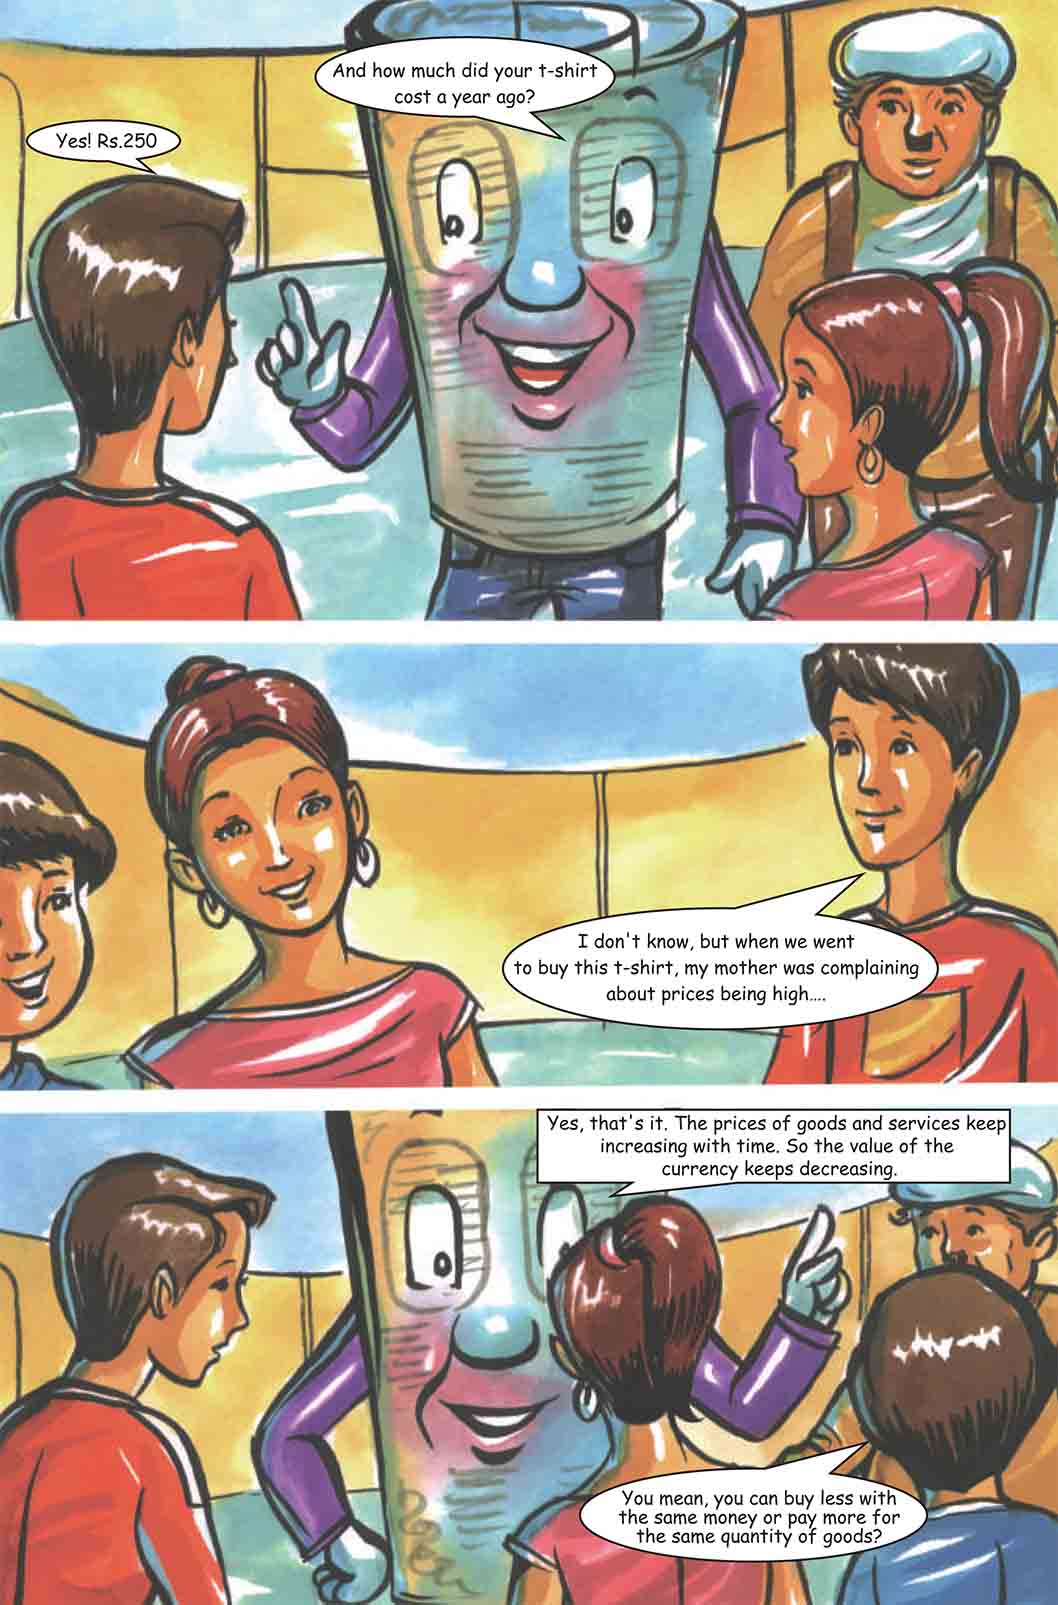 And how much did your t-shirt
cost a year ago?
Yes! Rs.250
I don't know, but when we went
to buy this t-shirt, my mother was complaining
about prices being high....
Yes, that's it. The prices of goods and services keep
increasing with time. So the value of the
currency keeps decreasing.
You mean, you can buy less with
the same money or pay more for
the same quantity of goods?